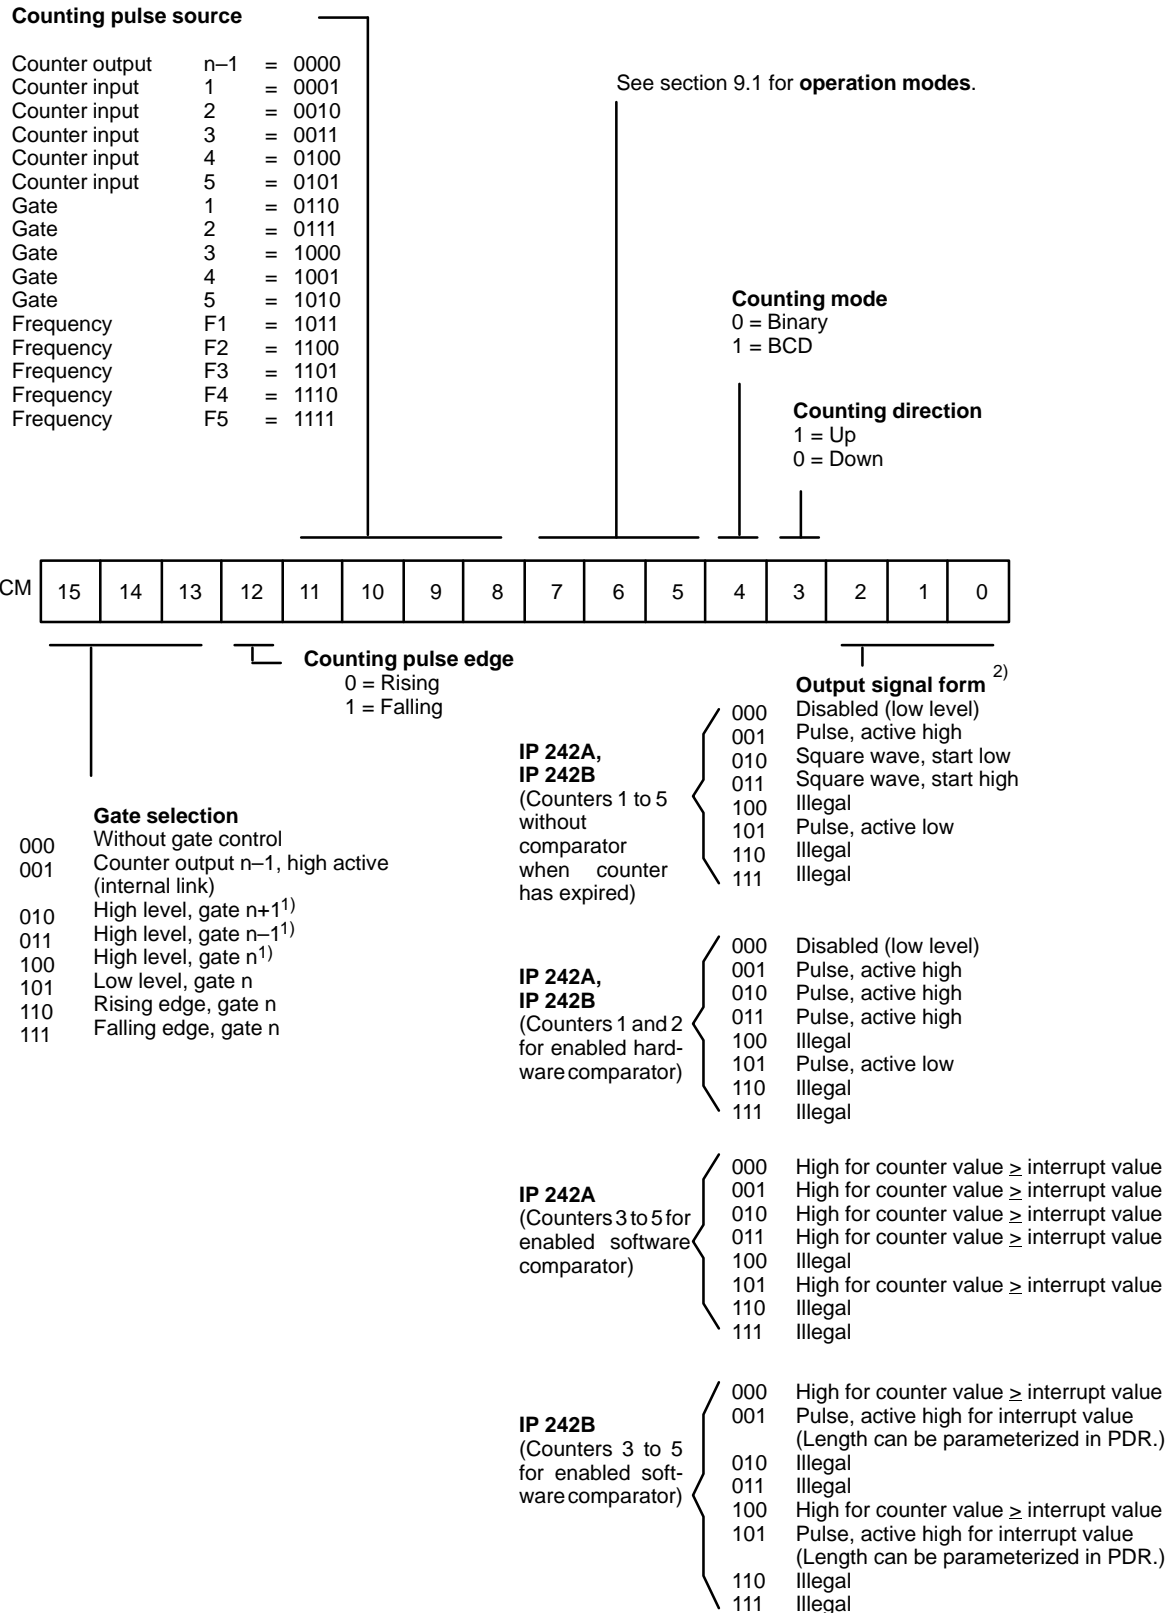 Counting pulse source
Counter output n–1 = 0000
Counter input 1 = 0001
Counter input 2 = 0010
Counter input 3 = 0011
Counter input 4 = 0100
Counter input 5 = 0101
Gate 1 = 0110
Gate 2 = 0111
Gate 3 = 1000
Gate 4 = 1001
Gate 5 = 1010
Frequency F1 = 1011
Frequency F2 = 1100
Frequency F3 = 1101
Frequency F4 = 1110
Frequency F5 = 1111
See section 9.1 for operation modes.
Counting mode
0 = Binary
1 = BCD
Counting direction
1 = Up
0 = Down
CM 15 14 13 12 11 10 9 8 7 6 5 4 3 2 1 0
Counting pulse edge
0 = Rising
1 = Falling
Gate selection
000 Without gate control
001 Counter output n–1, high active
(internal link)
010 High level, gate n+1 1)
011 High level, gate n–1 1)
100 High level, gate n 1)
101 Low level, gate n
110 Rising edge, gate n
111 Falling edge, gate n
Output signal form 2)
IP 242A,
IP 242B
(Counters 1 to 5
without
comparator
when counter
has expired)
000 Disabled (low level)
001 Pulse, active high
010 Square wave, start low
011 Square wave, start high
100 Illegal
101 Pulse, active low
110 Illegal
111 Illegal
IP 242A,
IP 242B
(Counters 1 and 2
for enabled hard-
ware comparator)
000 Disabled (low level)
001 Pulse, active high
010 Pulse, active high
011 Pulse, active high
100 Illegal
101 Pulse, active low
110 Illegal
111 Illegal
IP 242A
(Counters 3 to 5 for
enabled software
comparator)
000 High for counter value ≥ interrupt value
001 High for counter value ≥ interrupt value
010 High for counter value ≥ interrupt value
011 High for counter value ≥ interrupt value
100 Illegal
101 High for counter value ≥ interrupt value
110 Illegal
111 Illegal
IP 242B
(Counters 3 to 5
for enabled soft-
ware comparator)
000 High for counter value ≥ interrupt value
001 Pulse, active high for interrupt value
(Length can be parameterized in PDR.)
010 Illegal
011 Illegal
100 High for counter value ≥ interrupt value
101 Pulse, active high for interrupt value
(Length can be parameterized in PDR.)
110 Illegal
111 Illegal